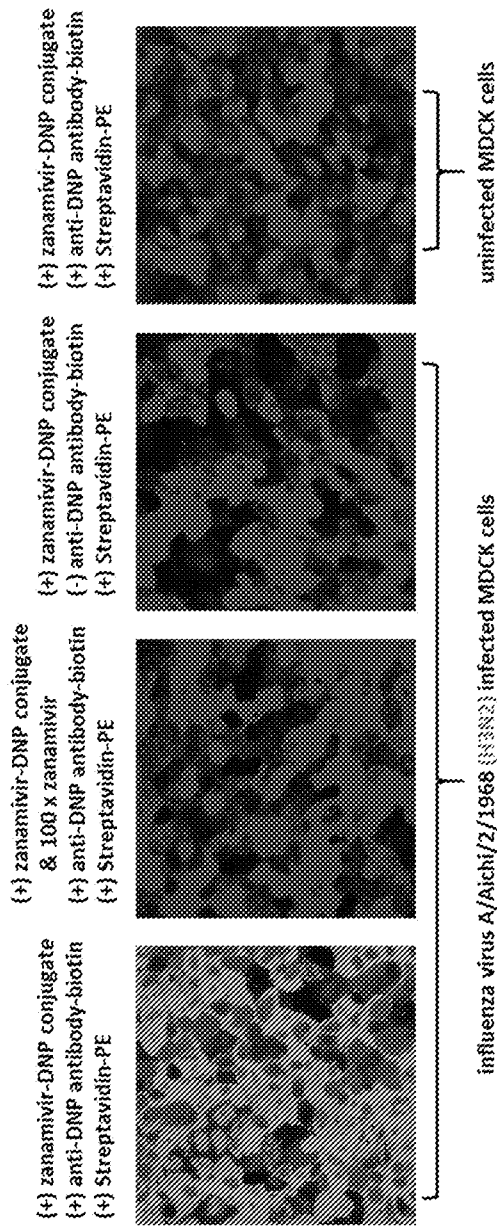 {+} zanamivir-DNP conjugate
{+} anti-DNP antibody-biotin
{+} Streptavidin-PE
{+} zanamivir-DNP conjugate
& 100 x zanamivir
{+} anti-DNP antibody-biotin
{+} Streptavidin-PE
{+} zanamivir-DNP conjugate
{-} anti-DNP antibody-biotin
{+} Streptavidin-PE
{+} zanamivir-DNP conjugate
{+} anti-DNP antibody-biotin
{+} Streptavidin-PE
influenza virus A/Aichi/2/1968 (H3N2) infected MDCK cells
uninfected MDCK cells